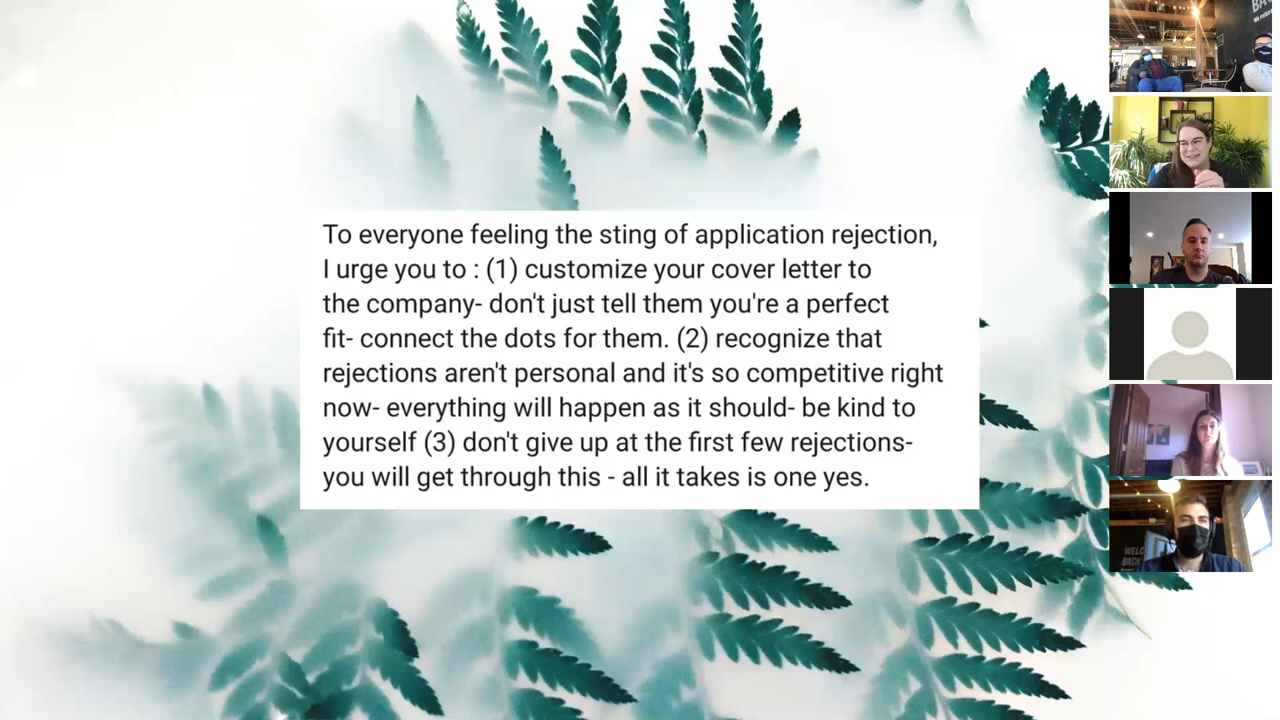 To everyone feeling the sting of application rejection,
I urge you to : (1) customize your cover letter to
the company- don't just tell them you're a perfect
fit- connect the dots for them. (2) recognize that
rejections aren't personal and it's so competitive right
now- everything will happen as it should- be kind to
yourself (3) don't give up at the first few rejections-
you will get through this - all it takes is one yes.
WELC
BACK